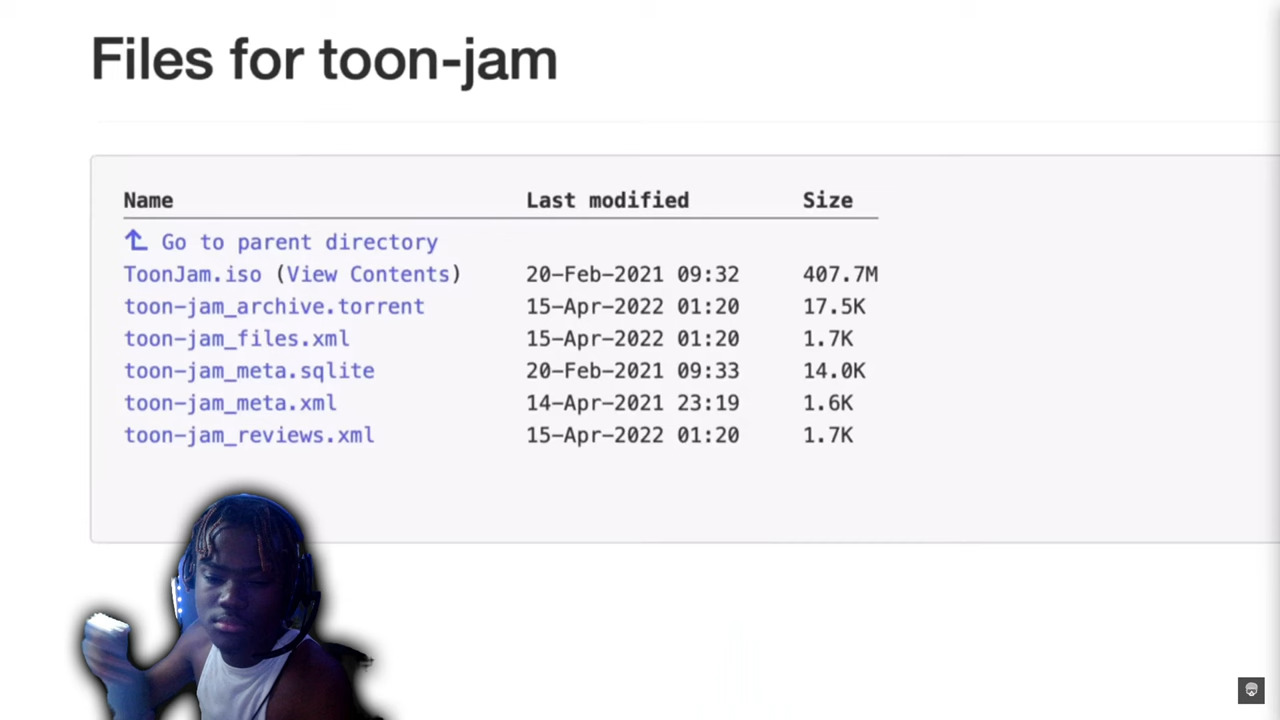 Files for toon-jam
Name Last modified Size
Go to parent directory
ToonJam.iso (View Contents) 20-Feb-2021 09:32 407.7M
toon-jam_archive.torrent 15-Apr-2022 01:20 17.5K
toon-jam_files.xml 15-Apr-2022 01:20 1.7K
toon-jam_meta.sqlite 20-Feb-2021 09:33 14.0K
toon-jam_meta.xml 14-Apr-2021 23:19 1.6K
toon-jam_reviews.xml 15-Apr-2022 01:20 1.7K